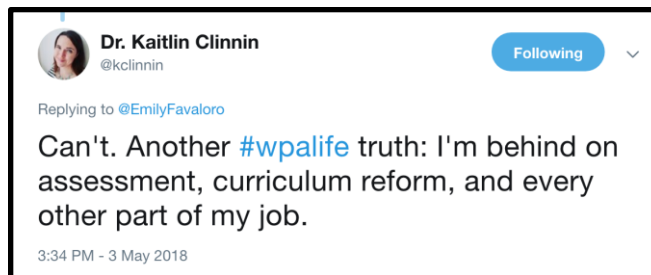 Dr. Kaitlin Clinnin
@kclinnin
Following
Replying to @EmilyFavaloro
Can't. Another #wpalife truth: I'm behind on
assessment, curriculum reform, and every
other part of my job.
3:34 PM - 3 May 2018